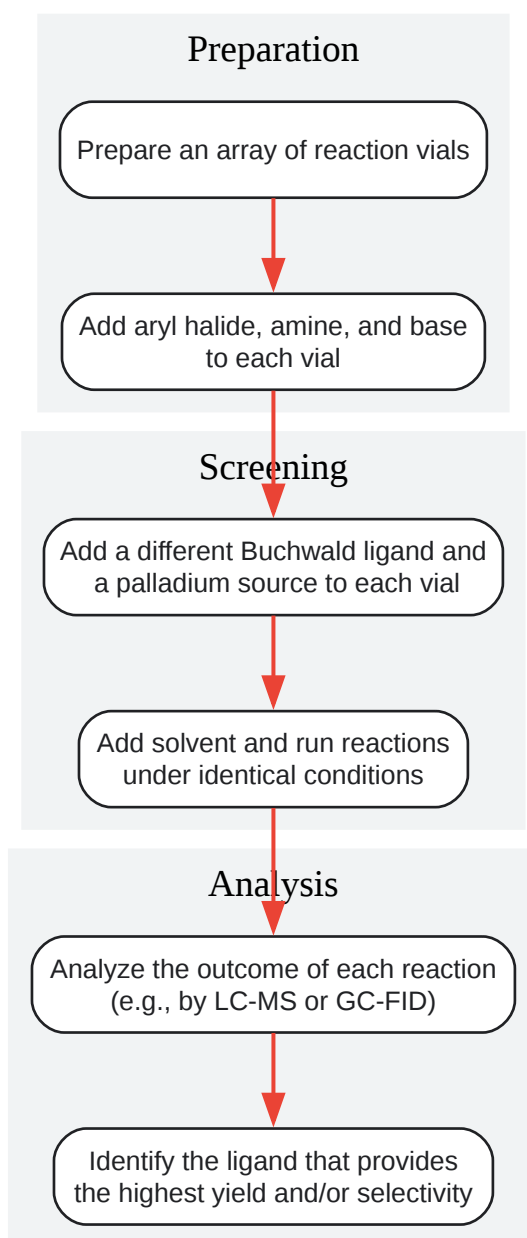 Preparation
Prepare an array of reaction vials
Add aryl halide, amine, and base
to each vial
Screening
Add a different Buchwald ligand and
a palladium source to each vial
Add solvent and run reactions
under identical conditions
Analysis
Analyze the outcome of each reaction
(e.g., by LC-MS or GC-FID)
Identify the ligand that provides
the highest yield and/or selectivity